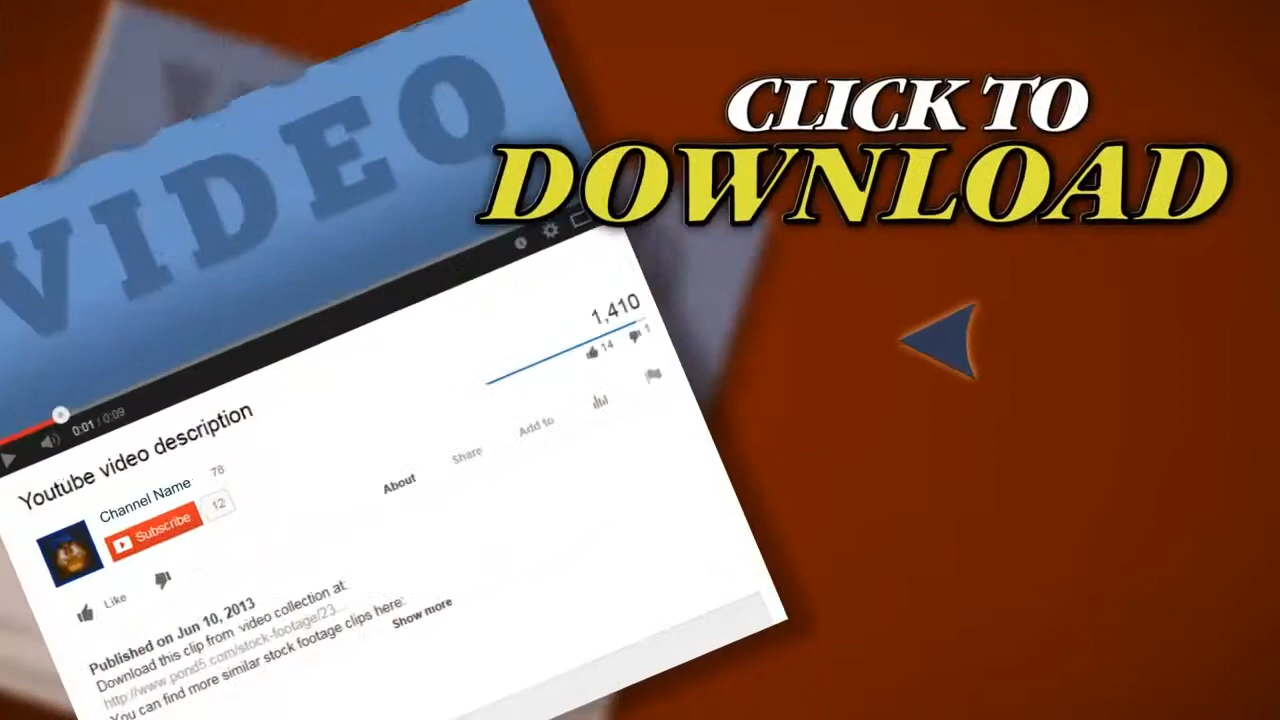 VIDEO
CLICK TO
DOWNLOAD
0:01 / 0:09
1,410
14
1
Youtube video description
Channel Name
78
Subscribe
12
About
Share
Add to
Like
Published on Jun 10, 2013
Download this clip from video collection at:
http://www.pond5.com/stock-footage/23...
You can find more similar stock footage clips here:
Show more